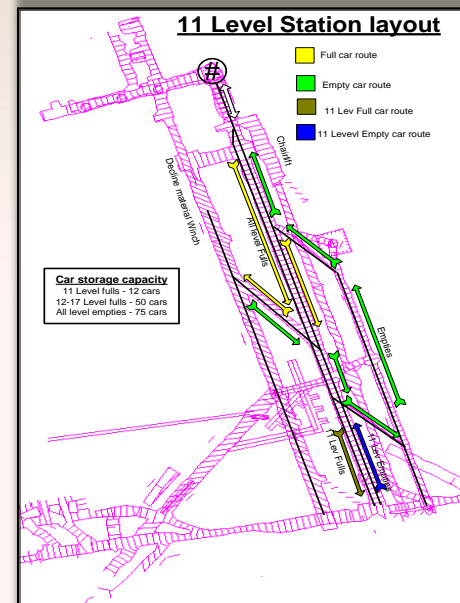 11 Level Station layout
#
Full car route
Empty car route
11 Lev Full car route
11 Levevl Empty car route
Chairlift
Decline material Winch
All level Fulls
Car storage capacity
11 Level fulls - 12 cars
12-17 Level fulls - 50 cars
All level empties - 75 cars
Empties
11 Lev Fulls
11 Lev Empties